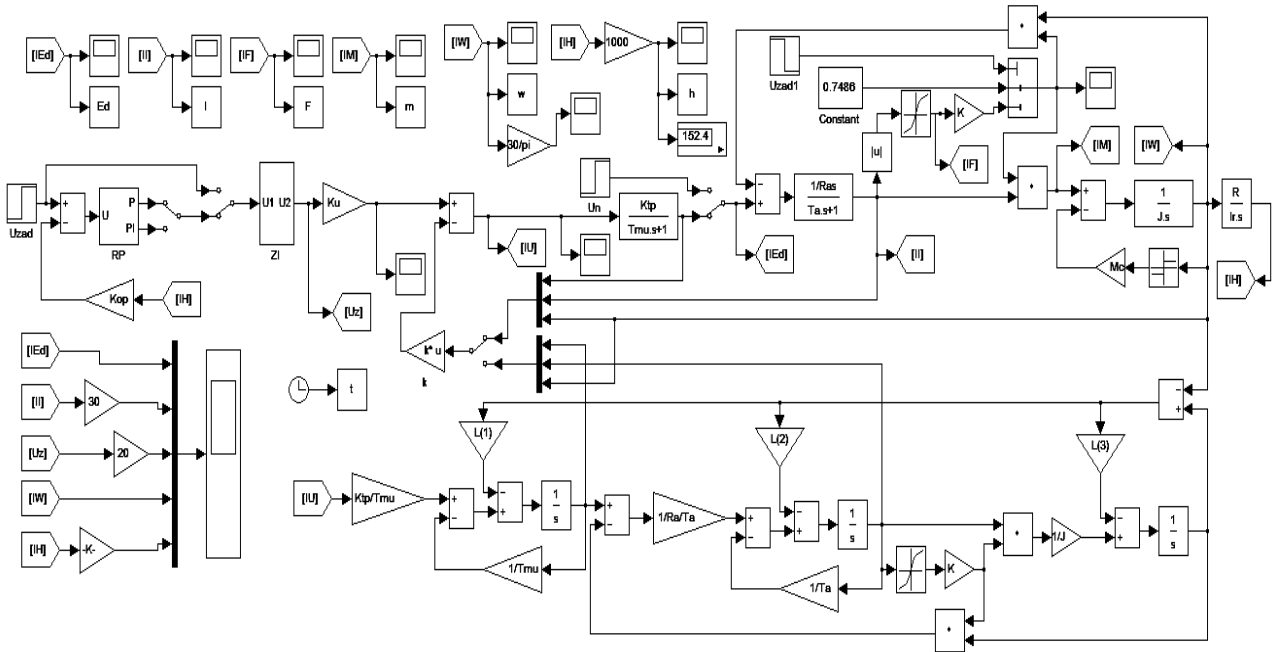 [IEd]
[II]
[IF]
[IM]
Ed
I
F
m
[IW]
w
30/pi
[IH]
1000
h
152.4
Uzad1
0.7486
Constant
K
|u|
[IF]
[IM]
[IW]
Uzad
U
P
PI
RP
U1 U2
ZI
Ku
Un
Ktp
Tmu.s+1
1/Ras
Ta.s+1
1
J.s
R
Ir.s
[IU]
[IEd]
[II]
Mc
[IH]
Kop
[IH]
[Uz]
K* u
k
[IEd]
[II]
30
[Uz]
20
[IW]
[IH]
-K-
t
L(1)
L(2)
L(3)
[IU]
Ktp/Tmu
1
s
1/Ra/Ta
1
s
1/J
1
s
1/Tmu
1/Ta
K